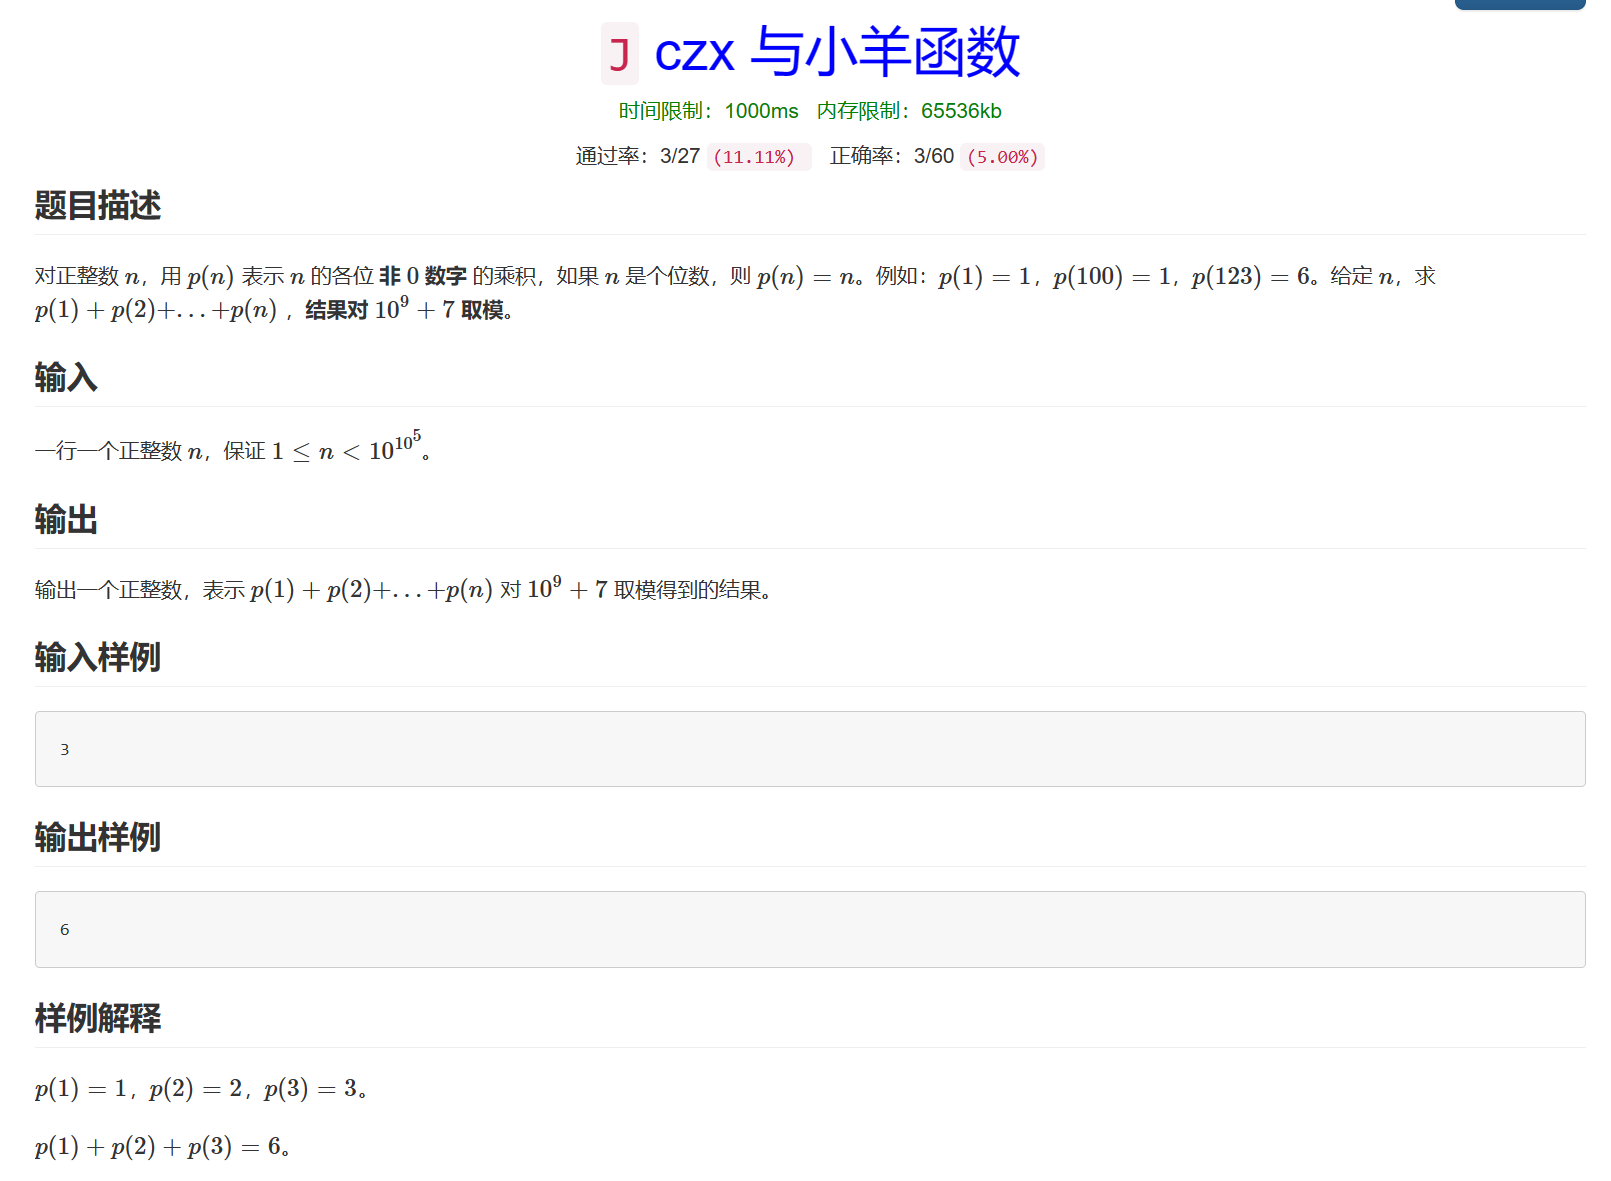 J czx 与小羊函数
时间限制：1000ms 内存限制：65536kb
通过率：3/27 (11.11%) 正确率：3/60 (5.00%)
题目描述
对正整数 n，用 p(n) 表示 n 的各位 非 0 数字 的乘积，如果 n 是个位数，则 p(n) = n。例如：p(1) = 1，p(100) = 1，p(123) = 6。给定 n，求
p(1) + p(2)+...+p(n) ，结果对 10^9 + 7 取模。
输入
一行一个正整数 n，保证 1 ≤ n < 10^{10^5}。
输出
输出一个正整数，表示 p(1) + p(2)+...+p(n) 对 10^9 + 7 取模得到的结果。
输入样例
3
输出样例
6
样例解释
p(1) = 1，p(2) = 2，p(3) = 3。
p(1) + p(2) + p(3) = 6。